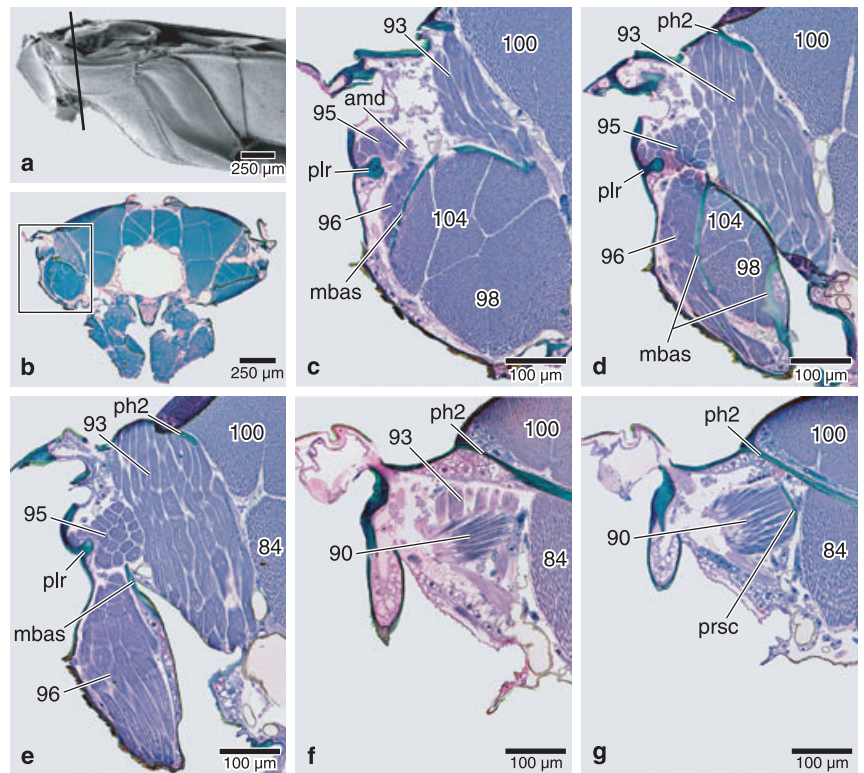 a
250 µm
b
250 µm
93
100
amd
95
plr
96
104
mbas
98
c
100 µm
ph2
93
100
95
plr
104
96
98
mbas
d
100 µm
ph2
93
100
95
84
plr
mbas
96
e
100 µm
ph2
100
93
90
84
f
100 µm
ph2
100
90
84
prsc
g
100 µm